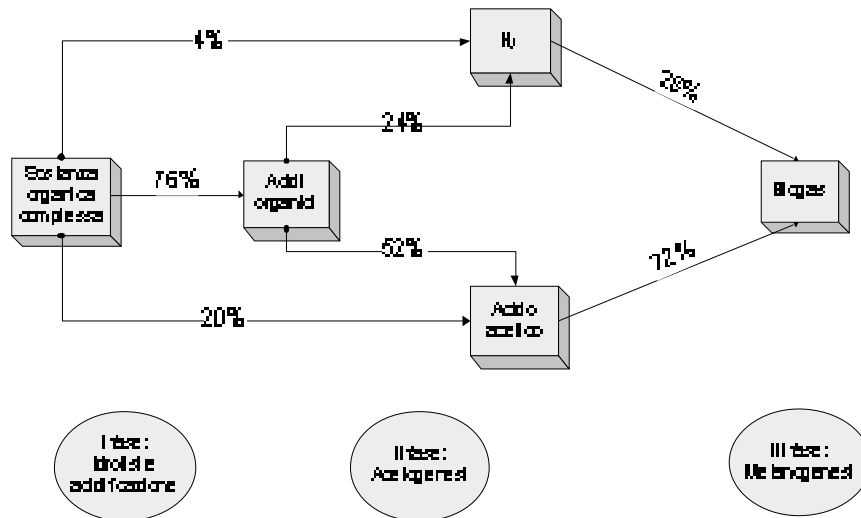 4%
H₂
28%
24%
Sostanza
organica
complessa
76%
Acidi
organici
Biogas
52%
72%
20%
Acido
acetico
I fase:
Idrolisi e
acidificazione
II fase:
Acetogenesi
III fase:
Metanogenesi